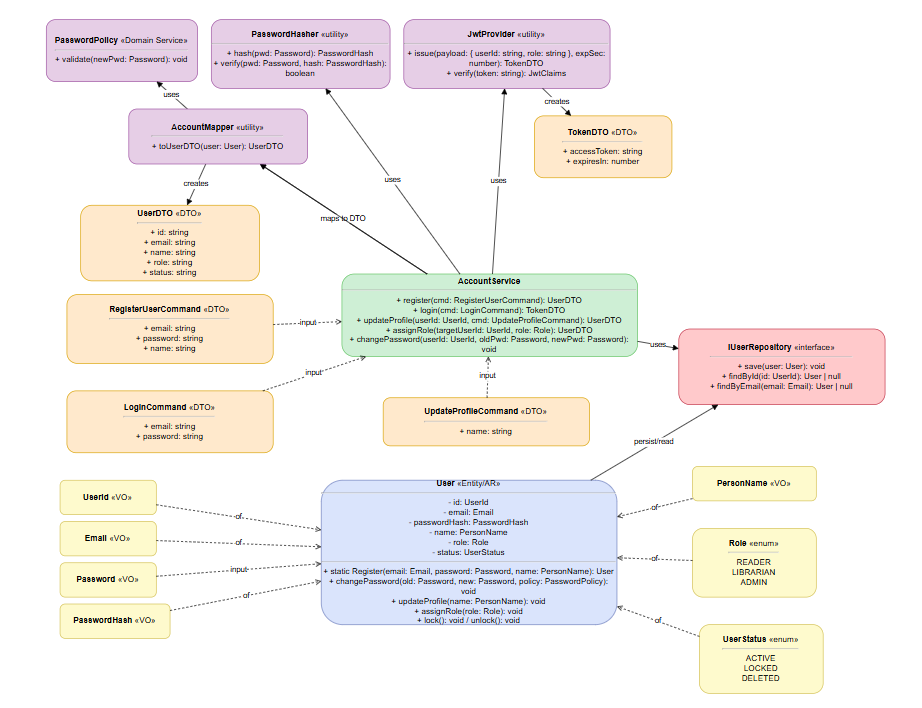 PasswordPolicy «Domain Service»
+ validate(newPwd: Password): void
PasswordHasher «utility»
+ hash(pwd: Password): PasswordHash
+ verify(pwd: Password, hash: PasswordHash):
boolean
JwtProvider «utility»
+ issue(payload: { userId: string, role: string }, expSec:
number): TokenDTO
+ verify(token: string): JwtClaims
uses
creates
AccountMapper «utility»
+ toUserDTO(user: User): UserDTO
TokenDTO «DTO»
+ accessToken: string
+ expiresIn: number
creates
uses
uses
UserDTO «DTO»
+ id: string
+ email: string
+ name: string
+ role: string
+ status: string
maps to DTO
AccountService
+ register(cmd: RegisterUserCommand): UserDTO
+ login(cmd: LoginCommand): TokenDTO
+ updateProfile(userId: UserId, cmd: UpdateProfileCommand): UserDTO
+ assignRole(targetUserId: UserId, role: Role): UserDTO
+ changePassword(userId: UserId, oldPwd: Password, newPwd: Password):
void
RegisterUserCommand «DTO»
+ email: string
+ password: string
+ name: string
input
uses
IUserRepository «interface»
+ save(user: User): void
+ findById(id: UserId): User | null
+ findByEmail(email: Email): User | null
input
input
LoginCommand «DTO»
+ email: string
+ password: string
UpdateProfileCommand «DTO»
+ name: string
persist/read
User «Entity/AR»
- id: UserId
- email: Email
- passwordHash: PasswordHash
- name: PersonName
- role: Role
- status: UserStatus
+ static Register(email: Email, password: Password, name: PersonName): User
+ changePassword(old: Password, new: Password, policy: PasswordPolicy):
void
+ updateProfile(name: PersonName): void
+ assignRole(role: Role): void
+ lock(): void / unlock(): void
UserId «VO»
of
Email «VO»
of
Password «VO»
input
PasswordHash «VO»
of
PersonName «VO»
of
Role «enum»
READER
LIBRARIAN
ADMIN
of
UserStatus «enum»
ACTIVE
LOCKED
DELETED
of